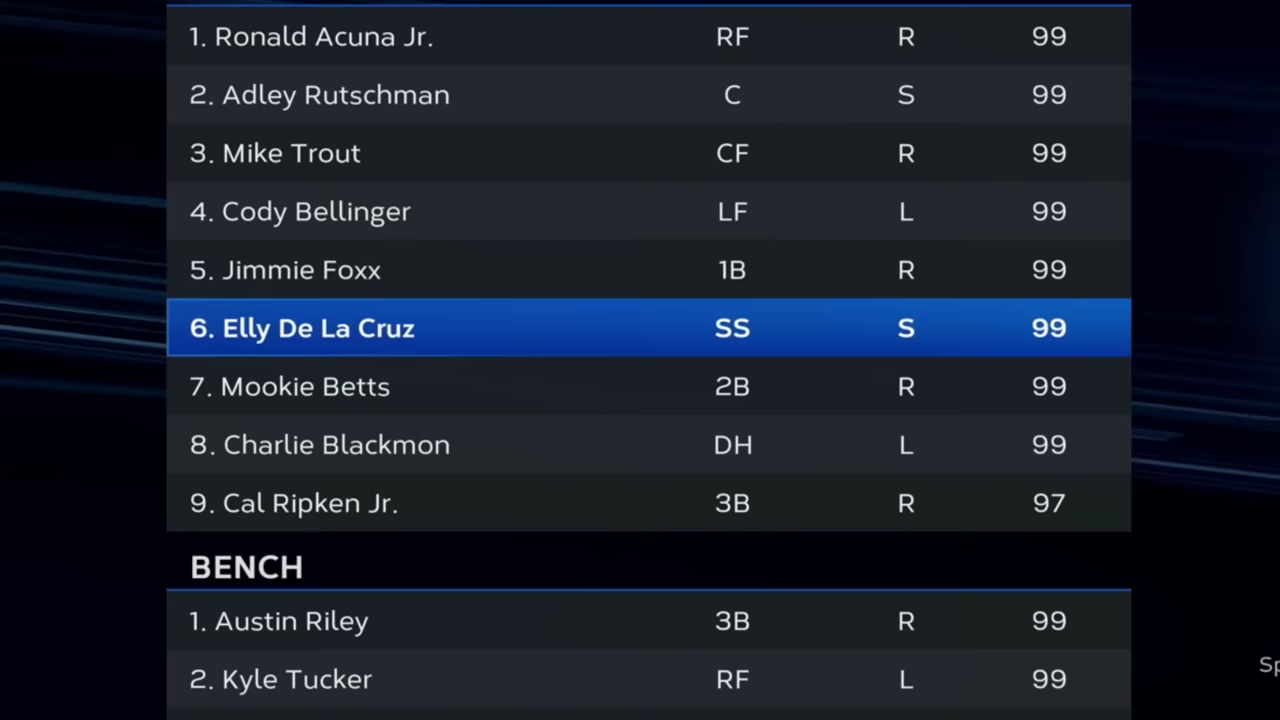 1. Ronald Acuna Jr. RF R 99
2. Adley Rutschman C S 99
3. Mike Trout CF R 99
4. Cody Bellinger LF L 99
5. Jimmie Foxx 1B R 99
6. Elly De La Cruz SS S 99
7. Mookie Betts 2B R 99
8. Charlie Blackmon DH L 99
9. Cal Ripken Jr. 3B R 97
BENCH
1. Austin Riley 3B R 99
2. Kyle Tucker RF L 99